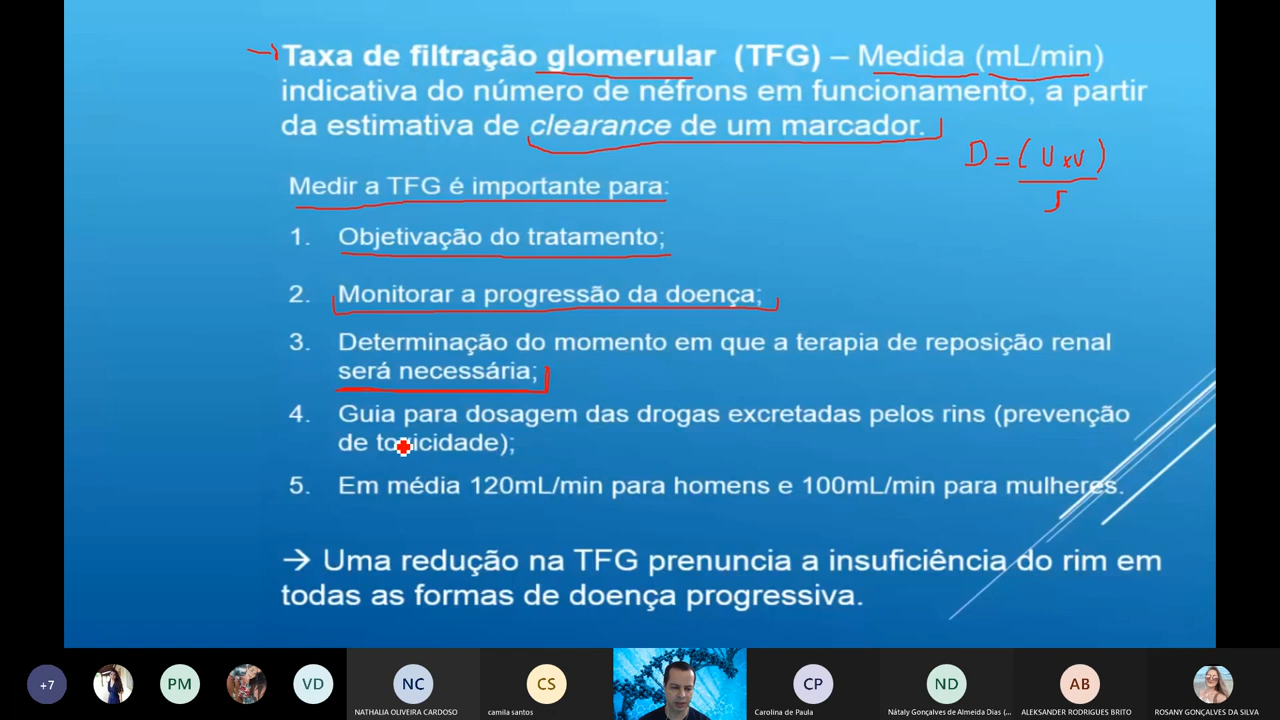 Taxa de filtração glomerular (TFG) – Medida (mL/min)
indicativa do número de néfrons em funcionamento, a partir
da estimativa de clearance de um marcador.
D = ( U x V )
S
Medir a TFG é importante para:
1. Objetivação do tratamento;
2. Monitorar a progressão da doença;
3. Determinação do momento em que a terapia de reposição renal
será necessária;
4. Guia para dosagem das drogas excretadas pelos rins (prevenção
de toxicidade);
5. Em média 120mL/min para homens e 100mL/min para mulheres.
→ Uma redução na TFG prenuncia a insuficiência do rim em
todas as formas de doença progressiva.
+7
PM
VD
NC
CS
CP
ND
AB
NATHALIA OLIVEIRA CARDOSO
camila santos
Carolina de Paula
Nátaly Gonçalves de Almeida Dias (...
ALEKSANDER RODRIGUES BRITO
ROSANY GONÇALVES DA SILVA